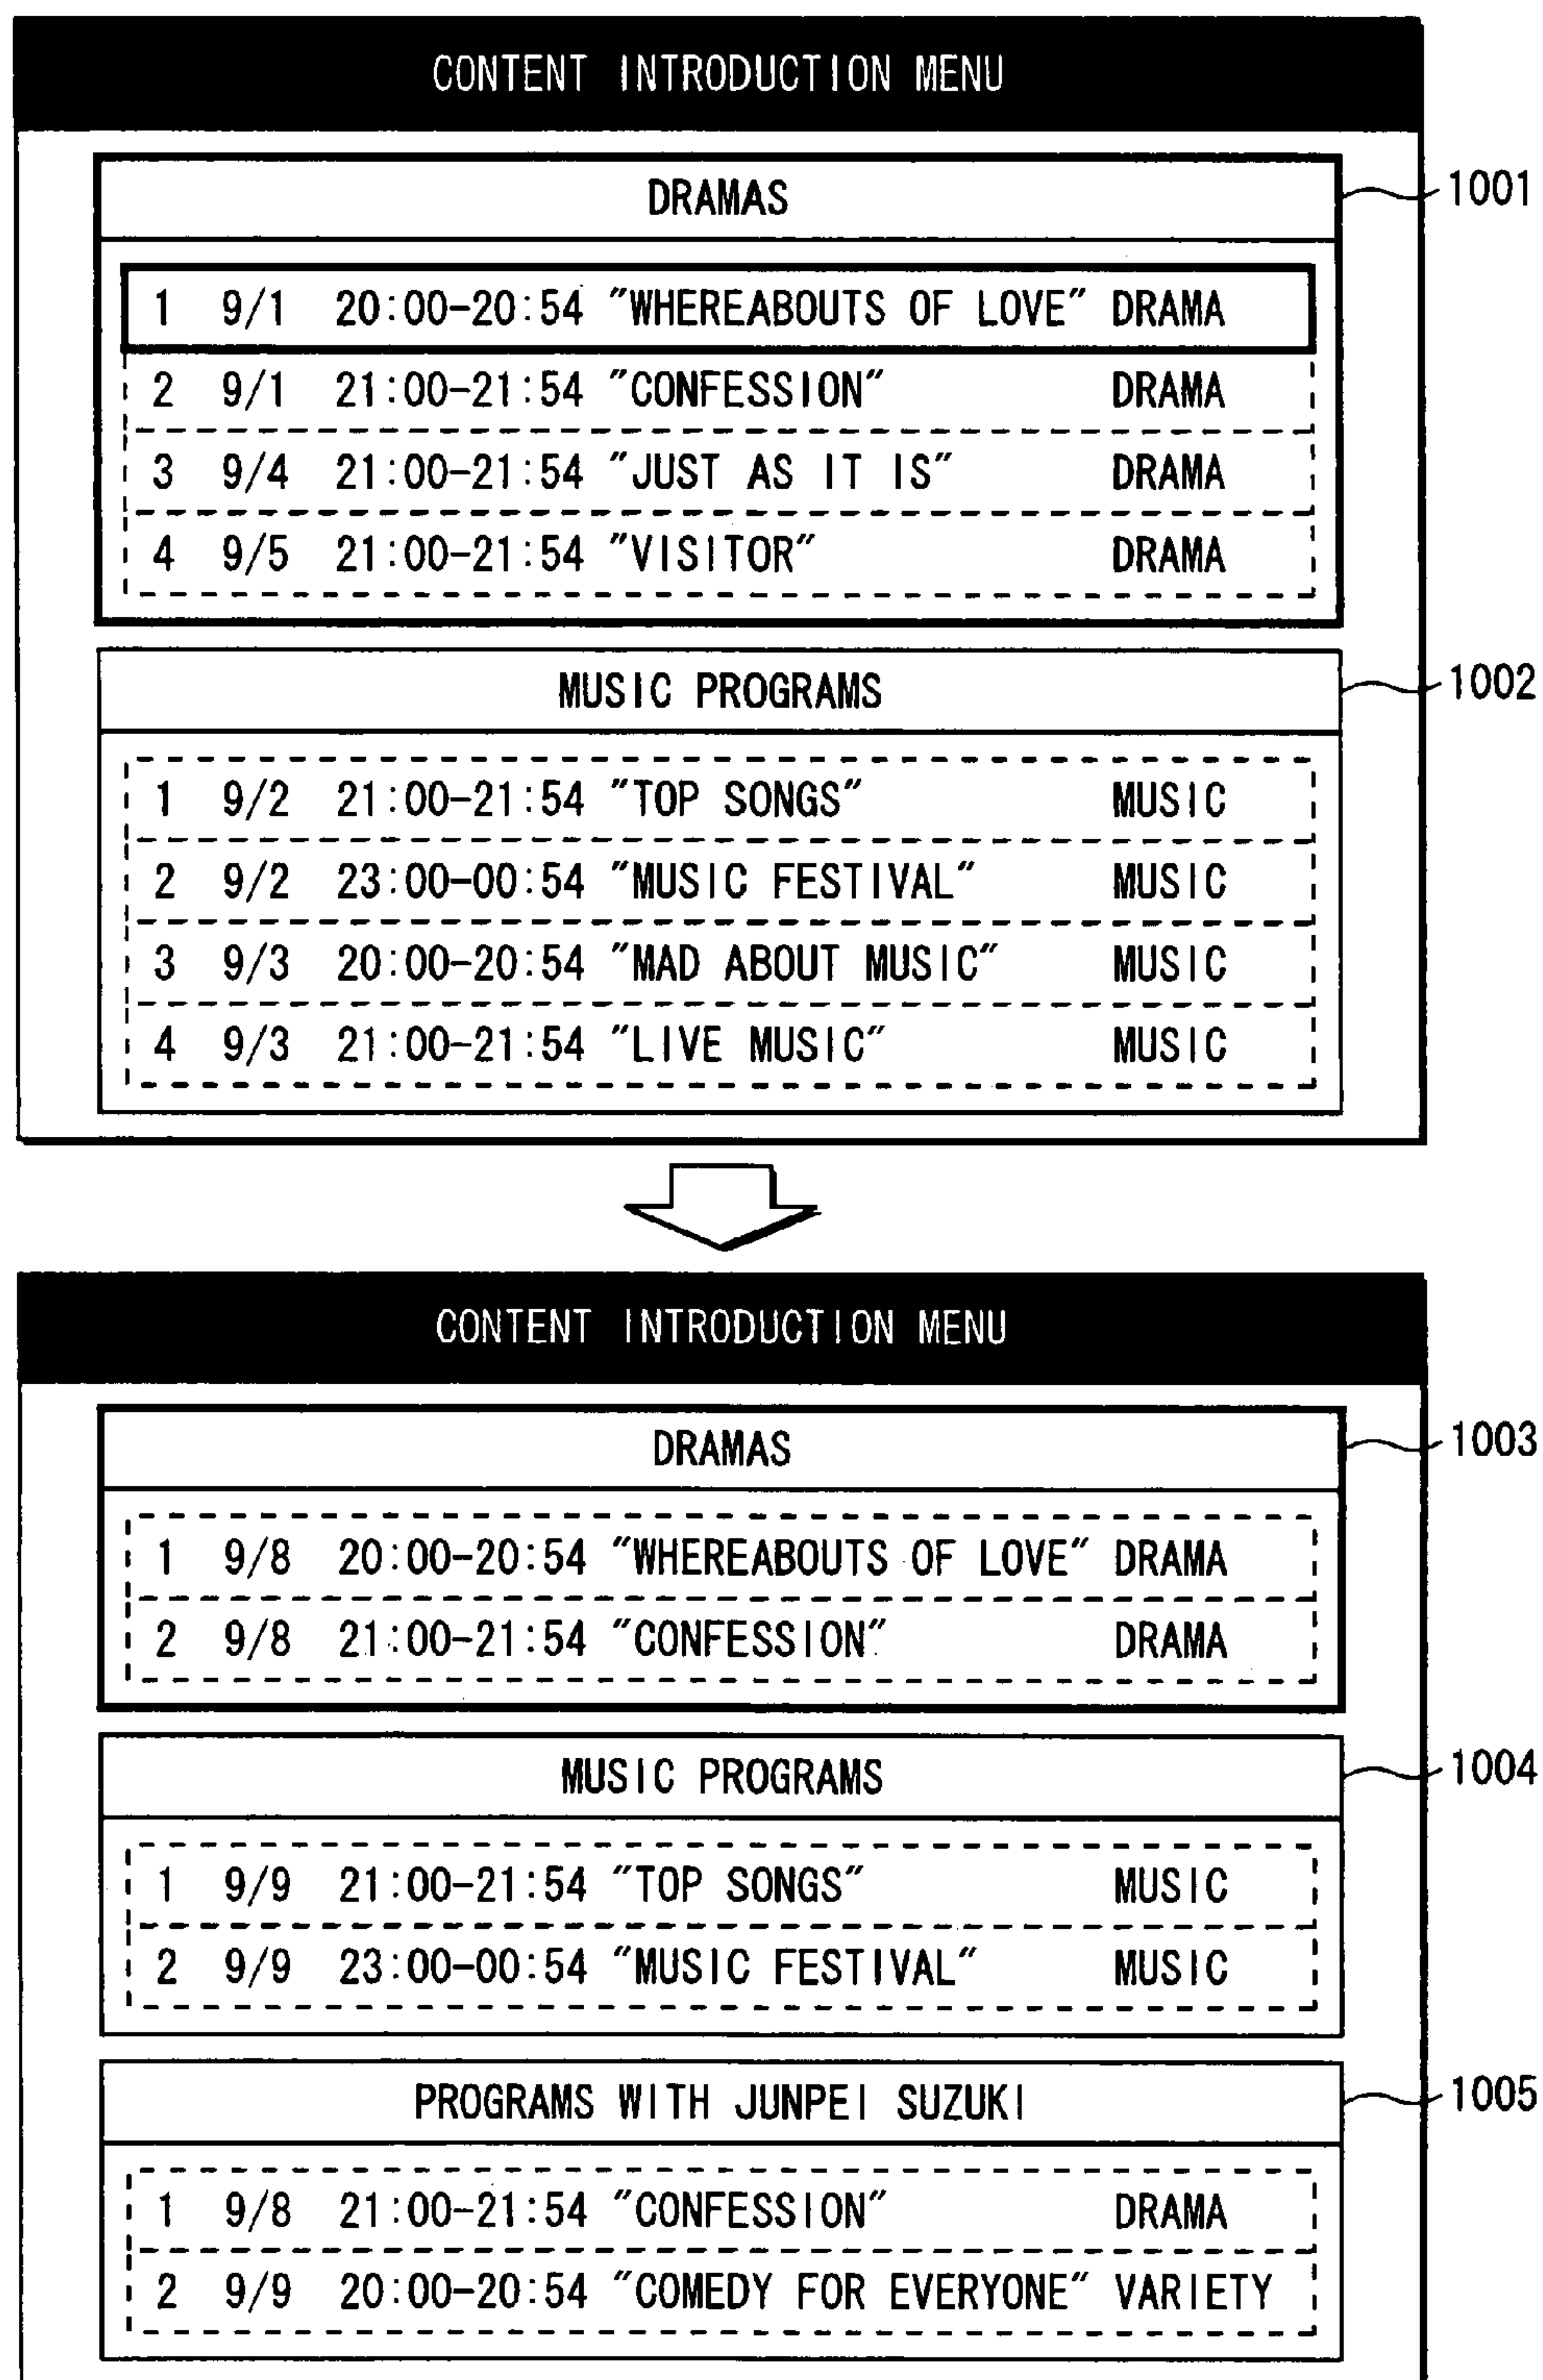 CONTENT INTRODUCTION MENU
DRAMAS
1001
1 9/1 20:00-20:54 "WHEREABOUTS OF LOVE" DRAMA
2 9/1 21:00-21:54 "CONFESSION" DRAMA
3 9/4 21:00-21:54 "JUST AS IT IS" DRAMA
4 9/5 21:00-21:54 "VISITOR" DRAMA
MUSIC PROGRAMS
1002
1 9/2 21:00-21:54 "TOP SONGS" MUSIC
2 9/2 23:00-00:54 "MUSIC FESTIVAL" MUSIC
3 9/3 20:00-20:54 "MAD ABOUT MUSIC" MUSIC
4 9/3 21:00-21:54 "LIVE MUSIC" MUSIC
CONTENT INTRODUCTION MENU
DRAMAS
1003
1 9/8 20:00-20:54 "WHEREABOUTS OF LOVE" DRAMA
2 9/8 21:00-21:54 "CONFESSION" DRAMA
MUSIC PROGRAMS
1004
1 9/9 21:00-21:54 "TOP SONGS" MUSIC
2 9/9 23:00-00:54 "MUSIC FESTIVAL" MUSIC
PROGRAMS WITH JUNPEI SUZUKI
1005
1 9/8 21:00-21:54 "CONFESSION" DRAMA
2 9/9 20:00-20:54 "COMEDY FOR EVERYONE" VARIETY